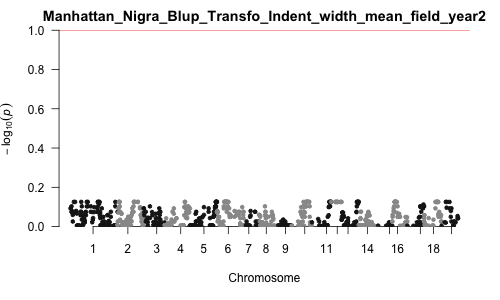 Manhattan_Nigra_Blup_Transfo_Indent_width_mean_field_year2
1.0
0.8
0.6
0.4
0.2
0.0
− log10(p)
1 2 3 4 5 6 7 8 9 11 14 16 18
Chromosome